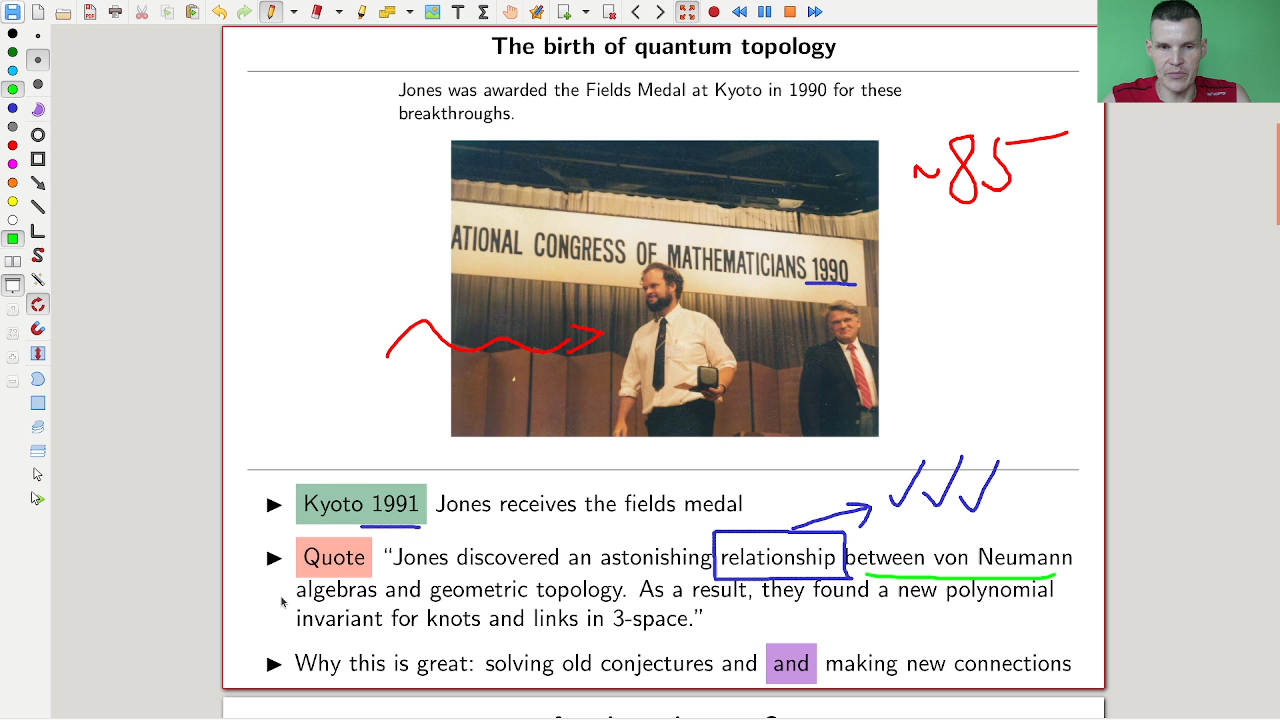 The birth of quantum topology
Jones was awarded the Fields Medal at Kyoto in 1990 for these
breakthroughs.
~85
ATIONAL CONGRESS OF MATHEMATICIANS 1990
▶ Kyoto 1991 Jones receives the fields medal
▶ Quote “Jones discovered an astonishing relationship between von Neumann
algebras and geometric topology. As a result, they found a new polynomial
invariant for knots and links in 3-space.”
▶ Why this is great: solving old conjectures and and making new connections